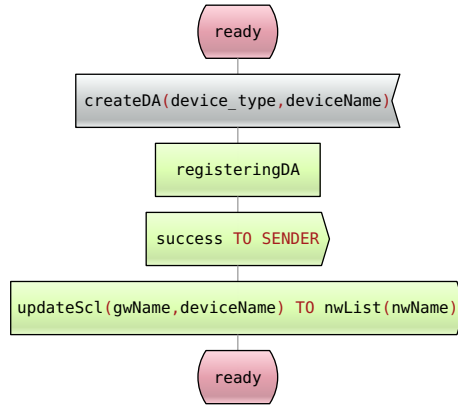 ready
createDA(device_type,deviceName)
registeringDA
success TO SENDER
updateScl(gwName,deviceName) TO nwList(nwName)
ready